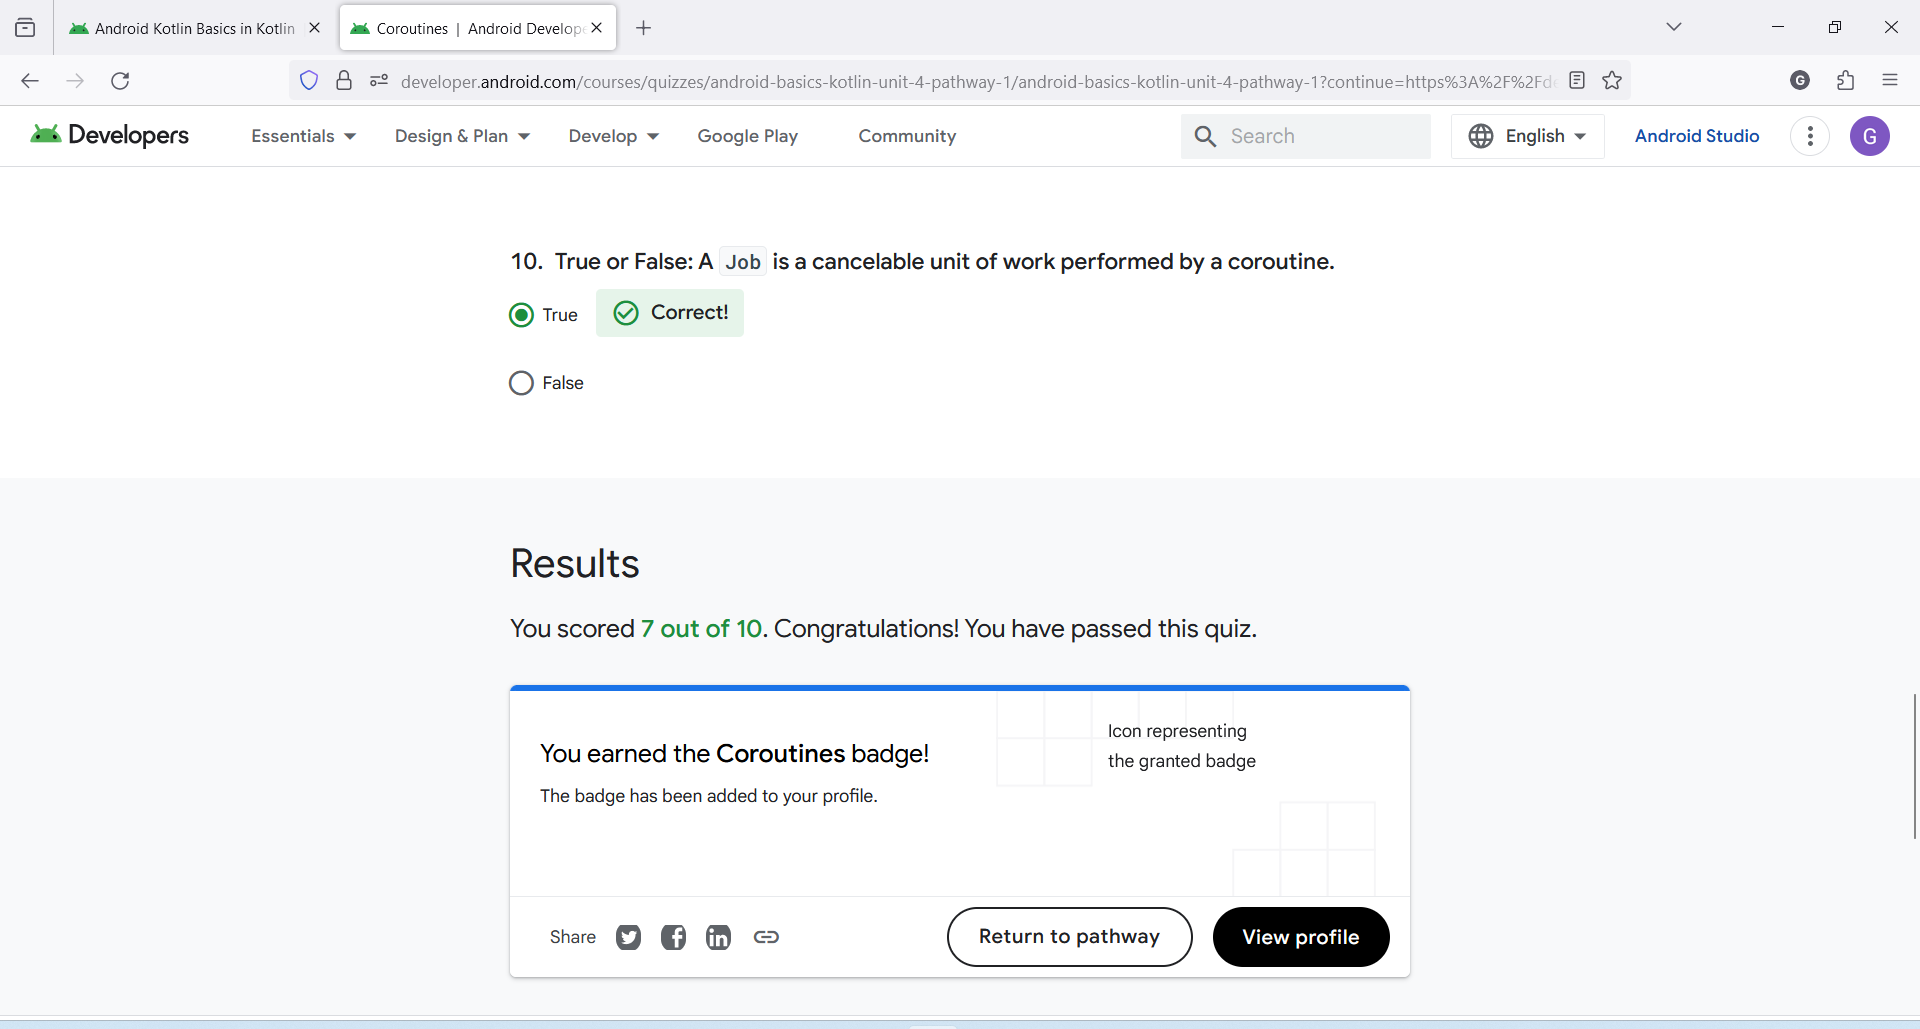 Android Kotlin Basics in Kotlin
Coroutines | Android Develop
developer.android.com/courses/quizzes/android-basics-kotlin-unit-4-pathway-1/android-basics-kotlin-unit-4-pathway-1?continue=https%3A%2F%2Fd
G
Developers
Essentials
Design & Plan
Develop
Google Play
Community
Search
English
Android Studio
G
10. True or False: A Job is a cancelable unit of work performed by a coroutine.
True
Correct!
False
Results
You scored 7 out of 10. Congratulations! You have passed this quiz.
You earned the Coroutines badge!
The badge has been added to your profile.
Icon representing
the granted badge
Share
Return to pathway
View profile